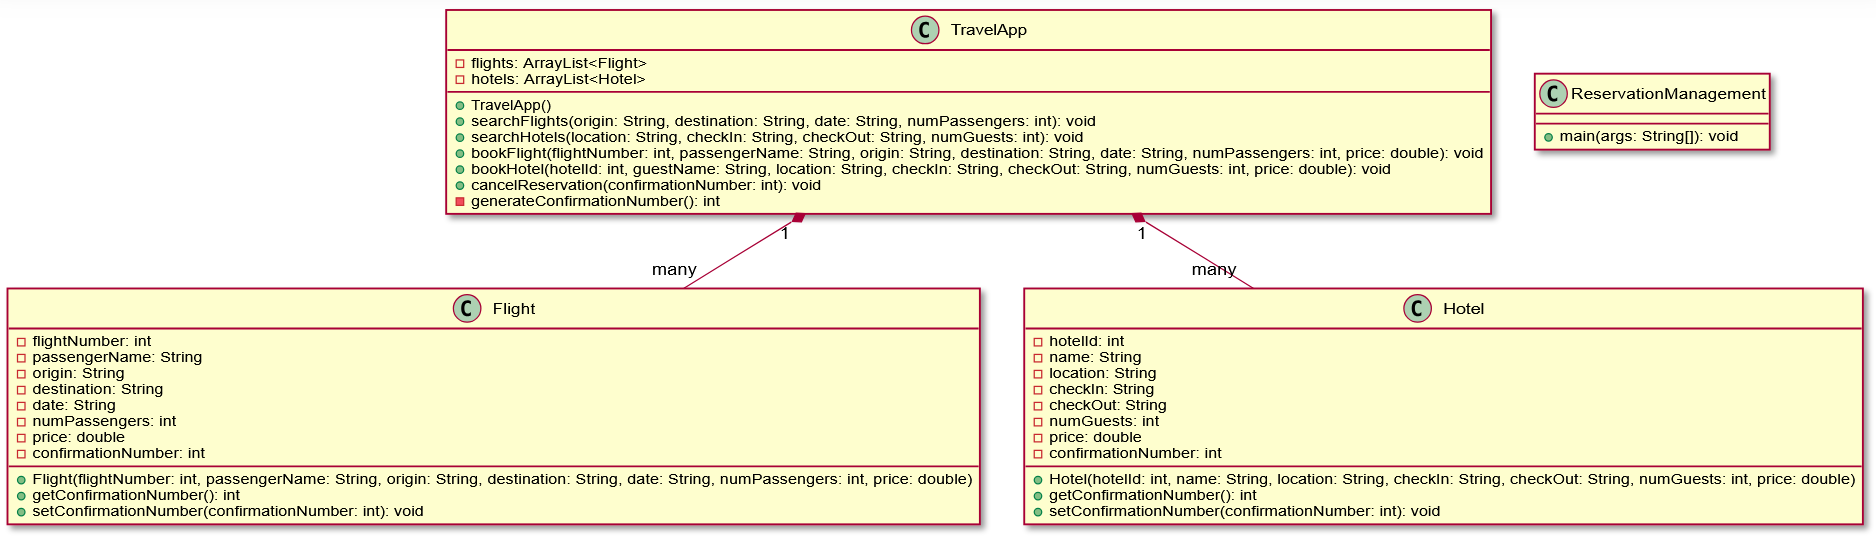 C TravelApp
flights: ArrayList<Flight>
hotels: ArrayList<Hotel>
TravelApp()
searchFlights(origin: String, destination: String, date: String, numPassengers: int): void
searchHotels(location: String, checkIn: String, checkOut: String, numGuests: int): void
bookFlight(flightNumber: int, passengerName: String, origin: String, destination: String, date: String, numPassengers: int, price: double): void
bookHotel(hotelId: int, guestName: String, location: String, checkIn: String, checkOut: String, numGuests: int, price: double): void
cancelReservation(confirmationNumber: int): void
generateConfirmationNumber(): int
C ReservationManagement
main(args: String[]): void
1
1
many
many
C Flight
flightNumber: int
passengerName: String
origin: String
destination: String
date: String
numPassengers: int
price: double
confirmationNumber: int
Flight(flightNumber: int, passengerName: String, origin: String, destination: String, date: String, numPassengers: int, price: double)
getConfirmationNumber(): int
setConfirmationNumber(confirmationNumber: int): void
C Hotel
hotelId: int
name: String
location: String
checkIn: String
checkOut: String
numGuests: int
price: double
confirmationNumber: int
Hotel(hotelId: int, name: String, location: String, checkIn: String, checkOut: String, numGuests: int, price: double)
getConfirmationNumber(): int
setConfirmationNumber(confirmationNumber: int): void